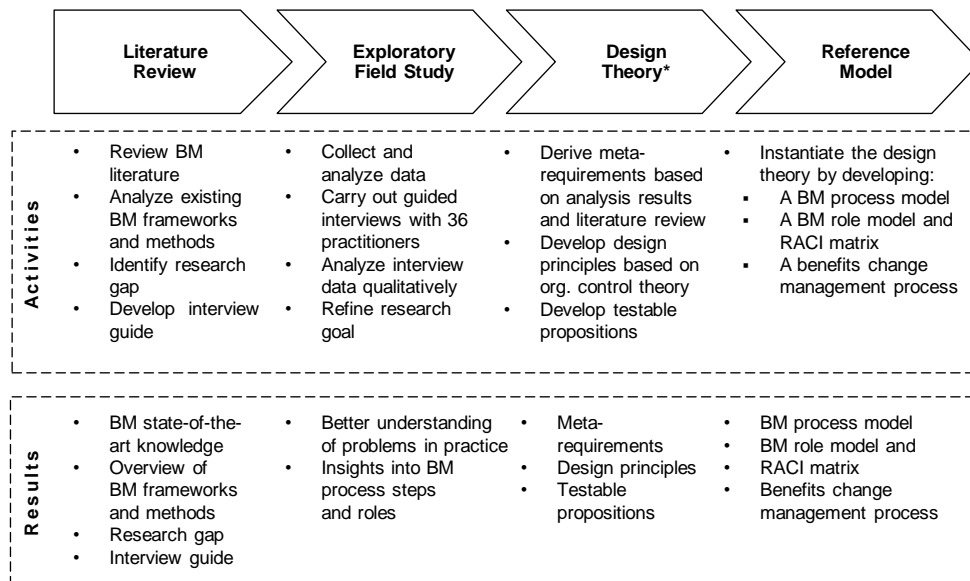 Literature
Review
Exploratory
Field Study
Design
Theory*
Reference
Model
Activities
• Review BM
literature
• Analyze existing
BM frameworks
and methods
• Identify research
gap
• Develop interview
guide
• Collect and
analyze data
• Carry out guided
interviews with 36
practitioners
• Analyze interview
data qualitatively
• Refine research
goal
• Derive meta-
requirements based
on analysis results
and literature review
• Develop design
principles based on
org. control theory
• Develop testable
propositions
• Instantiate the design
theory by developing:
▪ A BM process model
▪ A BM role model and
RACI matrix
▪ A benefits change
management process
Results
• BM state-of-the-
art knowledge
• Overview of
BM frameworks
and methods
• Research gap
• Interview guide
• Better understanding
of problems in practice
• Insights into BM
process steps
and roles
• Meta-
requirements
• Design principles
• Testable
propositions
• BM process model
• BM role model and
• RACI matrix
• Benefits change
management process